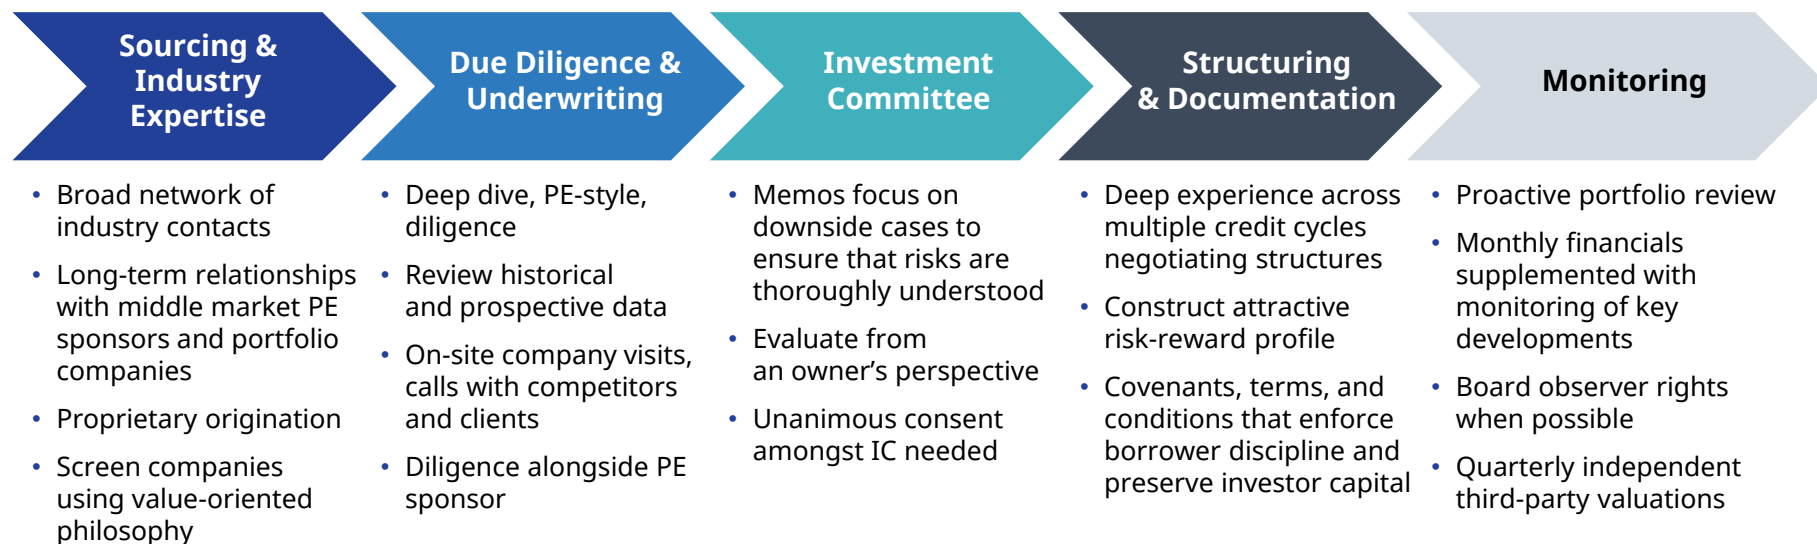 Sourcing &
Industry
Expertise
Due Diligence &
Underwriting
Investment
Committee
Structuring
& Documentation
Monitoring
• Broad network of
industry contacts
• Long-term relationships
with middle market PE
sponsors and portfolio
companies
• Proprietary origination
• Screen companies
using value-oriented
philosophy
• Deep dive, PE-style,
diligence
• Review historical
and prospective data
• On-site company visits,
calls with competitors
and clients
• Diligence alongside PE
sponsor
• Memos focus on
downside cases to
ensure that risks are
thoroughly understood
• Evaluate from
an owner’s perspective
• Unanimous consent
amongst IC needed
• Deep experience across
multiple credit cycles
negotiating structures
• Construct attractive
risk-reward profile
• Covenants, terms, and
conditions that enforce
borrower discipline and
preserve investor capital
• Proactive portfolio review
• Monthly financials
supplemented with
monitoring of key
developments
• Board observer rights
when possible
• Quarterly independent
third-party valuations